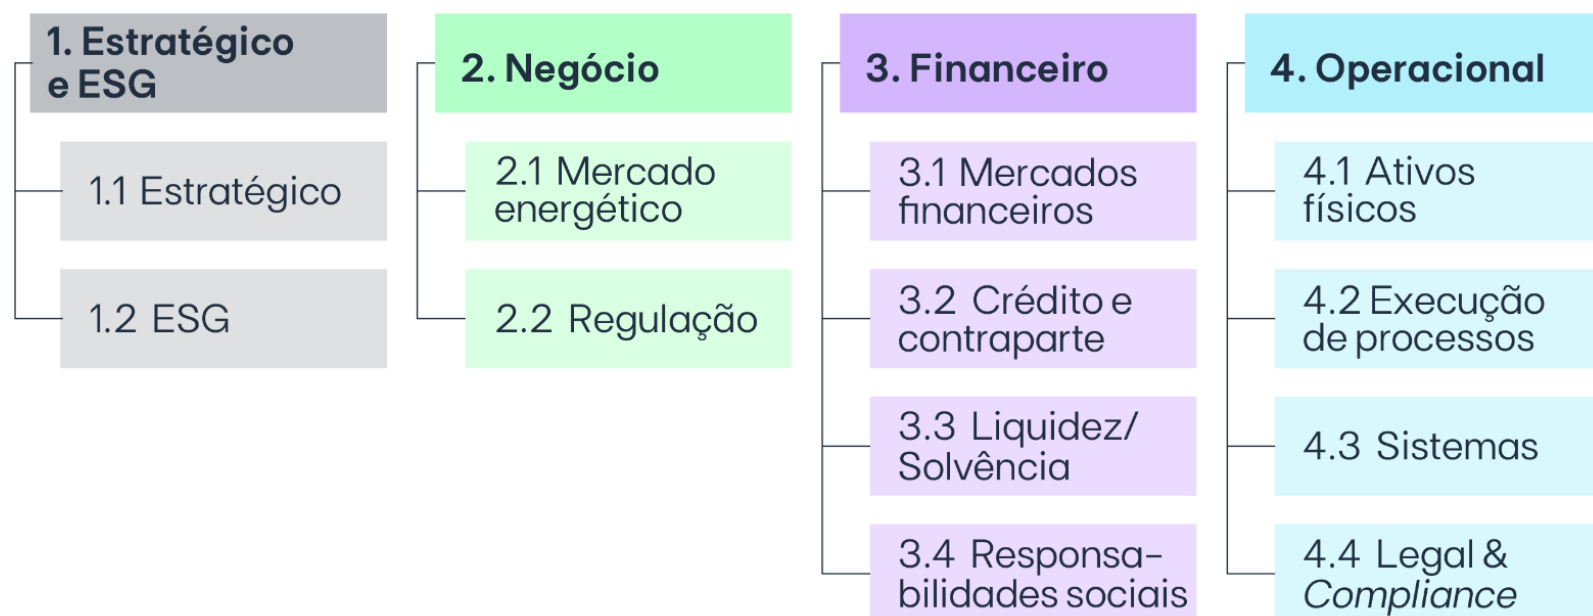 1. Estratégico
e ESG
1.1 Estratégico
1.2 ESG
2. Negócio
2.1 Mercado
energético
2.2 Regulação
3. Financeiro
3.1 Mercados
financeiros
3.2 Crédito e
contraparte
3.3 Liquidez/
Solvência
3.4 Responsa-
bilidades sociais
4. Operacional
4.1 Ativos
físicos
4.2 Execução
de processos
4.3 Sistemas
4.4 Legal &
Compliance